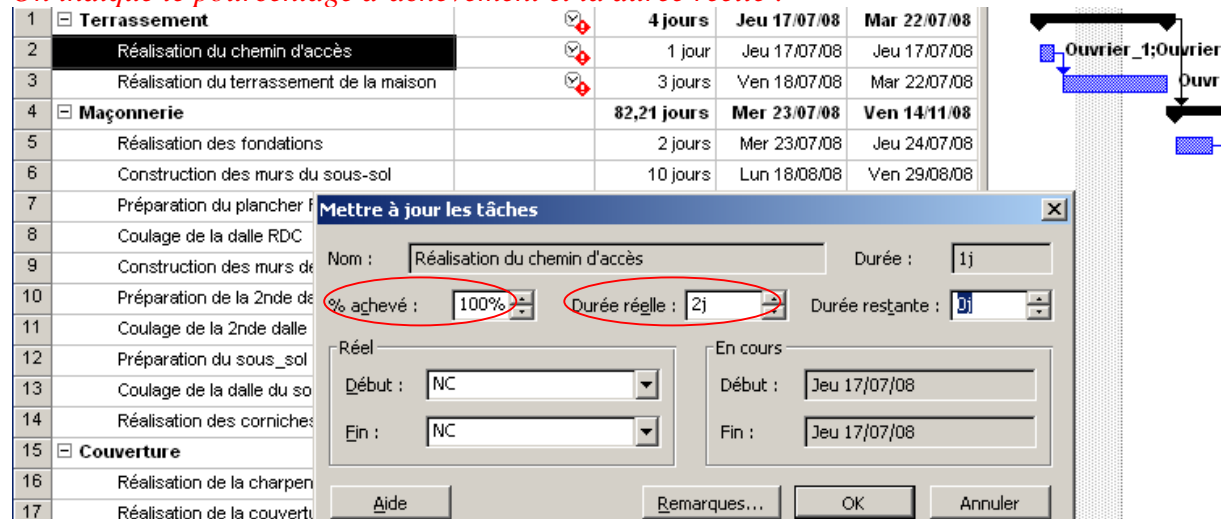 On indique le pourcentage d'achèvement et la durée réelle :
1 Terrassement 4 jours Jeu 17/07/08 Mar 22/07/08
2 Réalisation du chemin d'accès 1 jour Jeu 17/07/08 Jeu 17/07/08 Ouvrier_1;Ouvrier
3 Réalisation du terrassement de la maison 3 jours Ven 18/07/08 Mar 22/07/08 Ouvr
4 Maçonnerie 82,21 jours Mer 23/07/08 Ven 14/11/08
5 Réalisation des fondations 2 jours Mer 23/07/08 Jeu 24/07/08
6 Construction des murs du sous-sol 10 jours Lun 18/08/08 Ven 29/08/08
7 Préparation du plancher
8 Coulage de la dalle RDC
9 Construction des murs de
10 Préparation de la 2nde da
11 Coulage de la 2nde dalle
12 Préparation du sous_sol
13 Coulage de la dalle du so
14 Réalisation des corniches
15 Couverture
16 Réalisation de la charpen
17 Réalisation de la couvertu
Mettre à jour les tâches
Nom : Réalisation du chemin d'accès Durée : 1j
% achevé : 100% Durée réelle : 2j Durée restante : 0j
Réel
Début : NC
Fin : NC
En cours
Début : Jeu 17/07/08
Fin : Jeu 17/07/08
Aide Remarques... OK Annuler